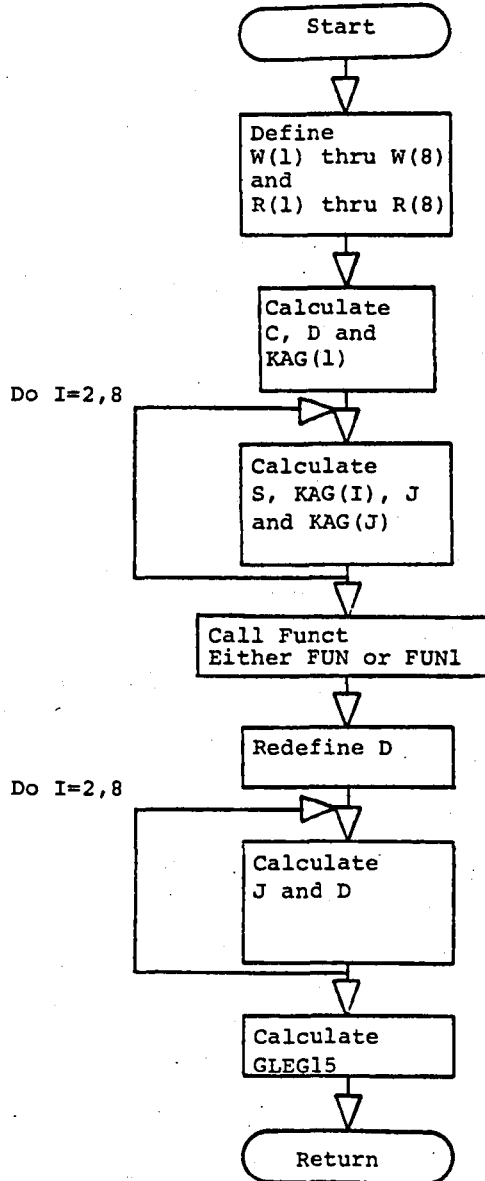 Start
Define
W(1) thru W(8)
and
R(1) thru R(8)
Calculate
C, D and
KAG(1)
Do I=2,8
Calculate
S, KAG(I), J
and KAG(J)
Call Funct
Either FUN or FUN1
Redefine D
Do I=2,8
Calculate
J and D
Calculate
GLEG15
Return